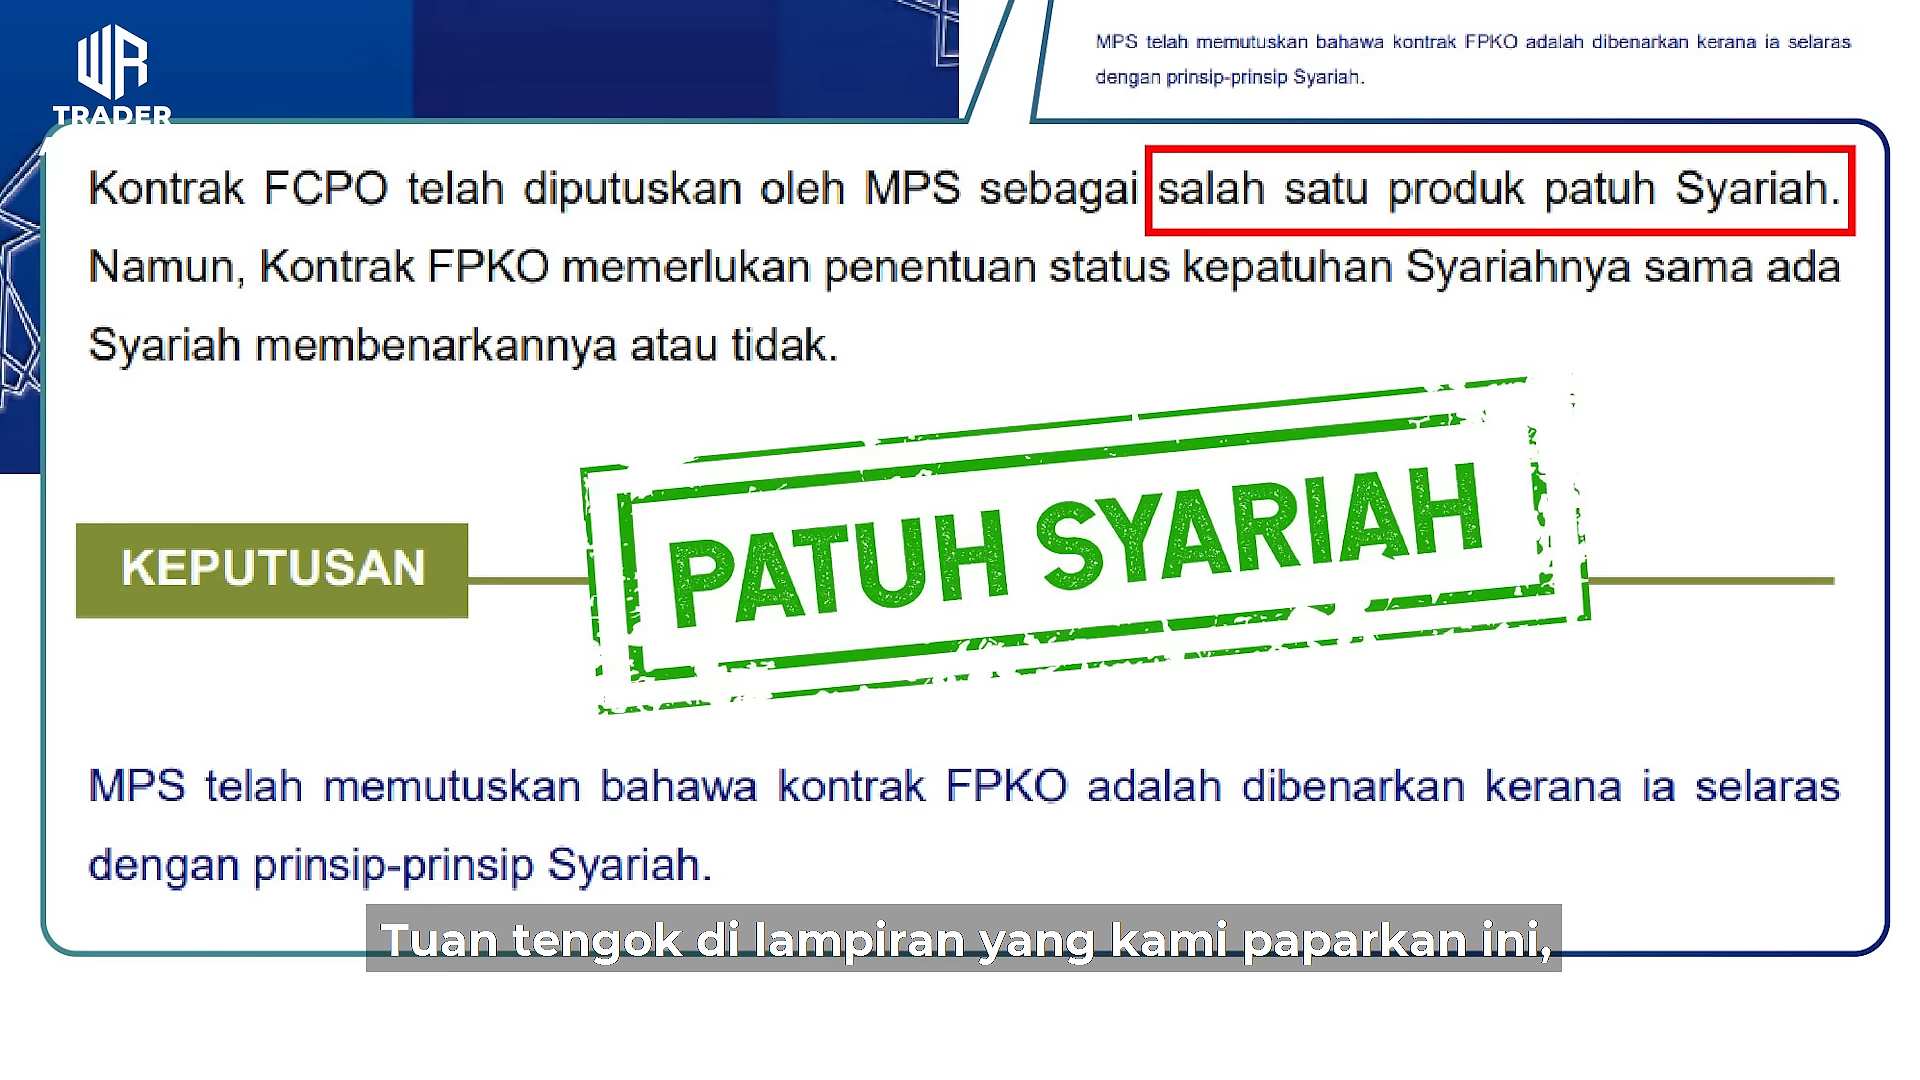 WR
TRADER
MPS telah memutuskan bahawa kontrak FPKO adalah dibenarkan kerana ia selaras
dengan prinsip-prinsip Syariah.
Kontrak FCPO telah diputuskan oleh MPS sebagai salah satu produk patuh Syariah.
Namun, Kontrak FPKO memerlukan penentuan status kepatuhan Syariahnya sama ada
Syariah membenarkannya atau tidak.
PATUH SYARIAH
KEPUTUSAN
MPS telah memutuskan bahawa kontrak FPKO adalah dibenarkan kerana ia selaras
dengan prinsip-prinsip Syariah.
Tuan tengok di lampiran yang kami paparkan ini,